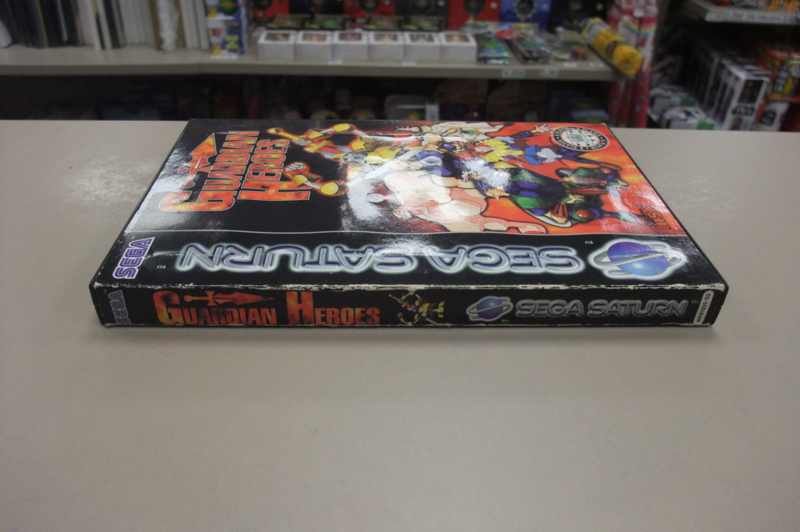 GUARDIAN
HEROES
SEGA
SEGA SATURN
SEGA
GUARDIAN HEROES
SEGA SATURN